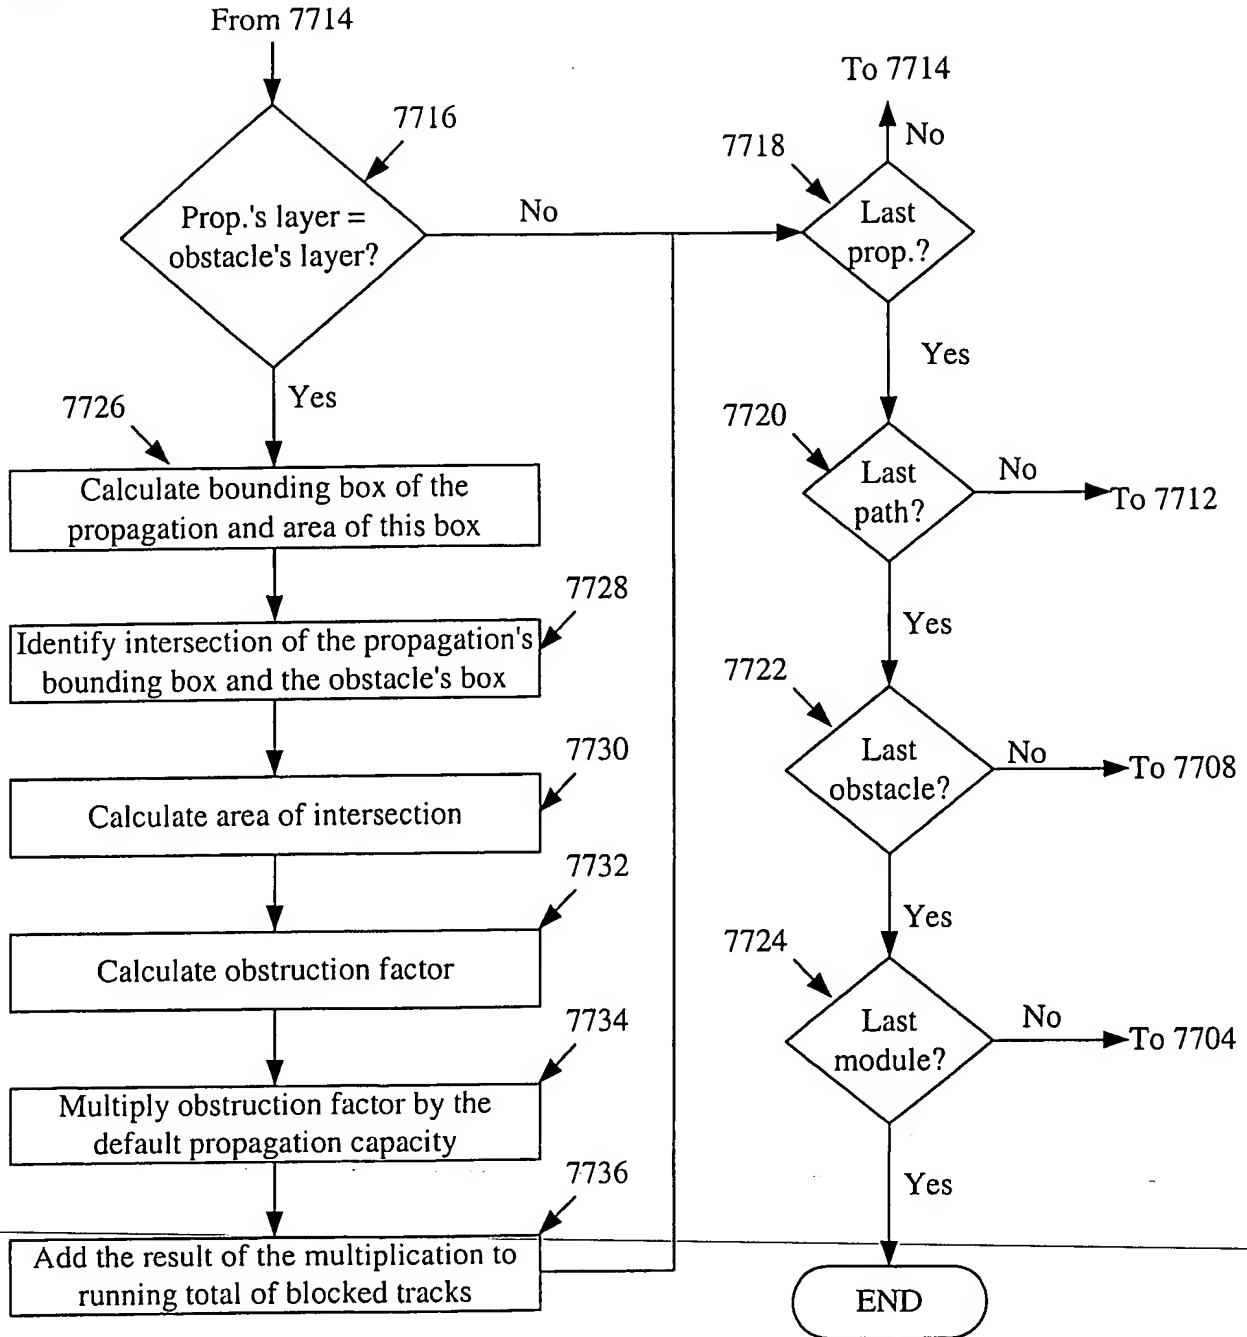 From 7714
7716
Prop.'s layer =
obstacle's layer?
No
Yes
7726
Calculate bounding box of the
propagation and area of this box
7728
Identify intersection of the propagation's
bounding box and the obstacle's box
7730
Calculate area of intersection
7732
Calculate obstruction factor
7734
Multiply obstruction factor by the
default propagation capacity
7736
Add the result of the multiplication to
running total of blocked tracks
To 7714
No
7718
Last
prop.?
Yes
7720
Last
path?
No
To 7712
Yes
7722
Last
obstacle?
No
To 7708
Yes
7724
Last
module?
No
To 7704
Yes
END